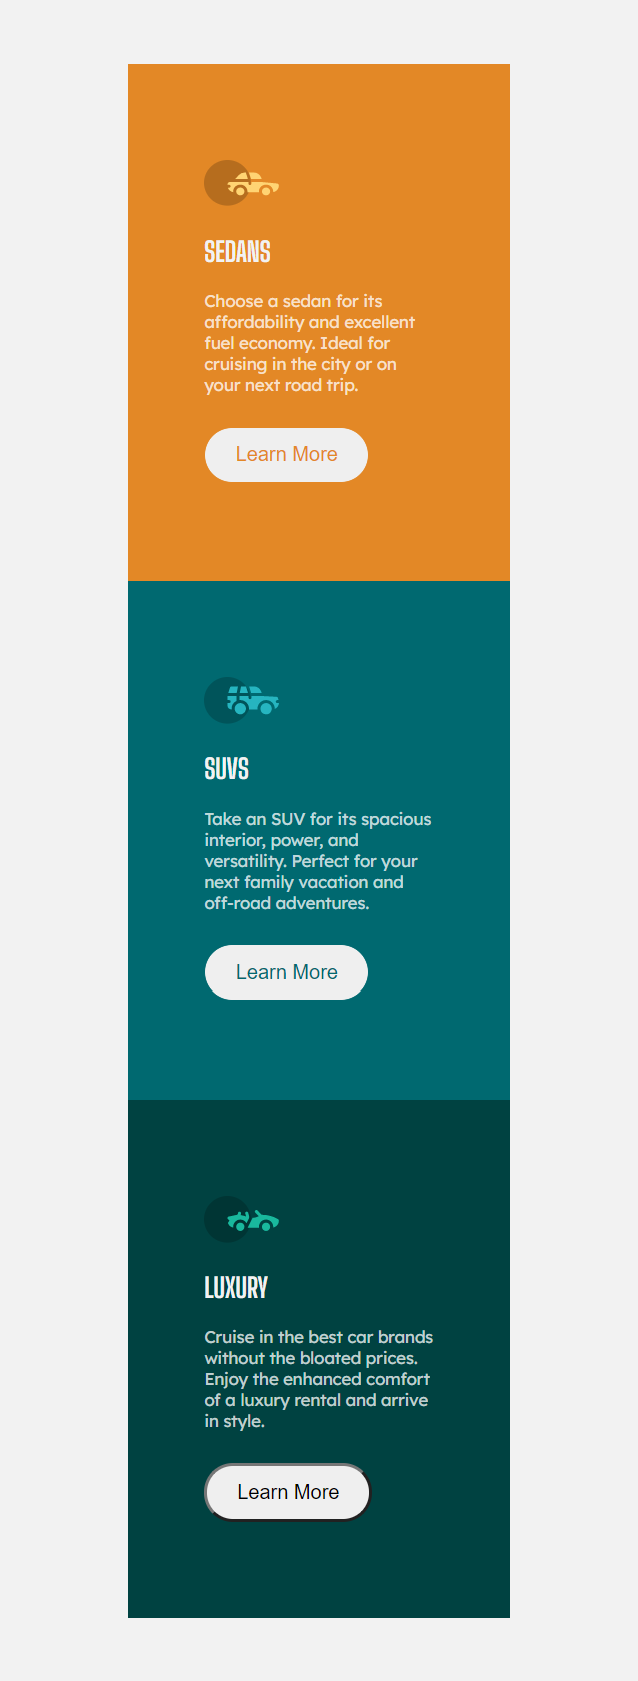 SEDANS
Choose a sedan for its
affordability and excellent
fuel economy. Ideal for
cruising in the city or on
your next road trip.
Learn More
SUVS
Take an SUV for its spacious
interior, power, and
versatility. Perfect for your
next family vacation and
off-road adventures.
Learn More
LUXURY
Cruise in the best car brands
without the bloated prices.
Enjoy the enhanced comfort
of a luxury rental and arrive
in style.
Learn More